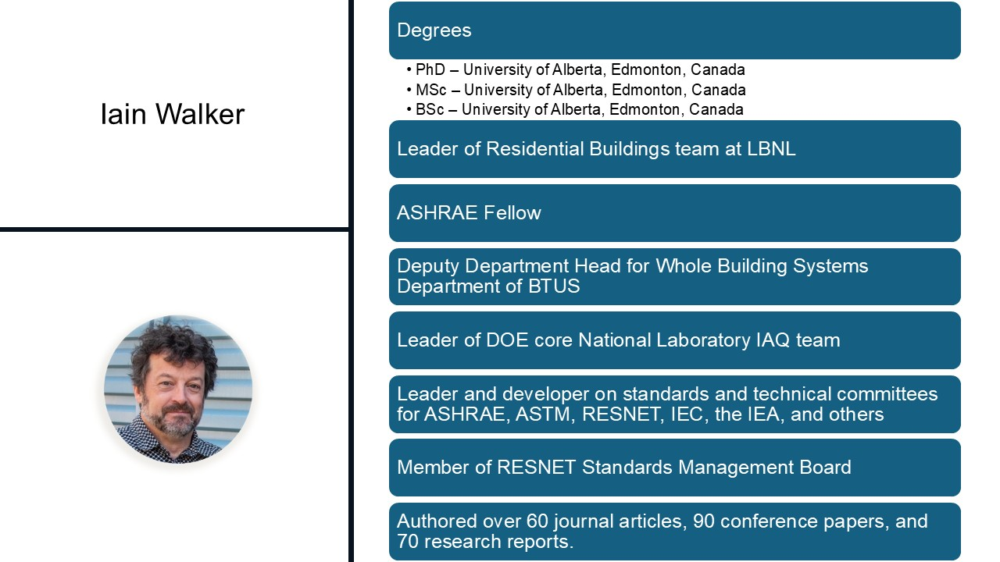 Iain Walker
Degrees
• PhD – University of Alberta, Edmonton, Canada
• MSc – University of Alberta, Edmonton, Canada
• BSc – University of Alberta, Edmonton, Canada
Leader of Residential Buildings team at LBNL
ASHRAE Fellow
Deputy Department Head for Whole Building Systems
Department of BTUS
Leader of DOE core National Laboratory IAQ team
Leader and developer on standards and technical committees
for ASHRAE, ASTM, RESNET, IEC, the IEA, and others
Member of RESNET Standards Management Board
Authored over 60 journal articles, 90 conference papers, and
70 research reports.